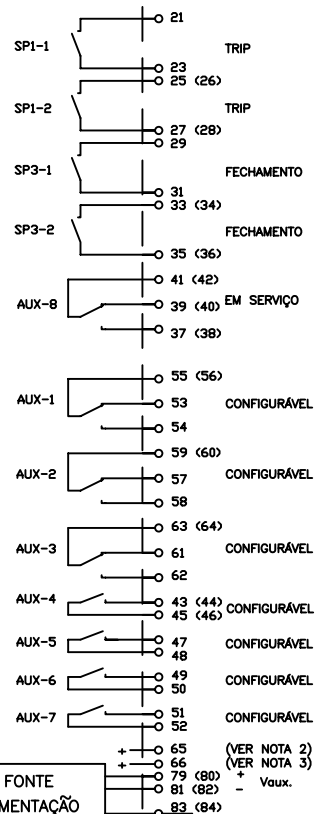 21
SP1-1 TRIP
23
25 (26)
SP1-2 TRIP
27 (28)
29
SP3-1 FECHAMENTO
31
33 (34)
SP3-2 FECHAMENTO
35 (36)
41 (42)
AUX-8 39 (40) EM SERVIÇO
37 (38)
55 (56)
AUX-1 53 CONFIGURÁVEL
54
59 (60)
AUX-2 57 CONFIGURÁVEL
58
63 (64)
AUX-3 61 CONFIGURÁVEL
62
AUX-4 43 (44) CONFIGURÁVEL
45 (46)
AUX-5 47 CONFIGURÁVEL
48
AUX-6 49 CONFIGURÁVEL
50
AUX-7 51 CONFIGURÁVEL
52
+ 65 (VER NOTA 2)
+ 66 (VER NOTA 3)
FONTE 79 (80) + Vaux.
81 (82) -
MENTAÇÃO 83 (84)